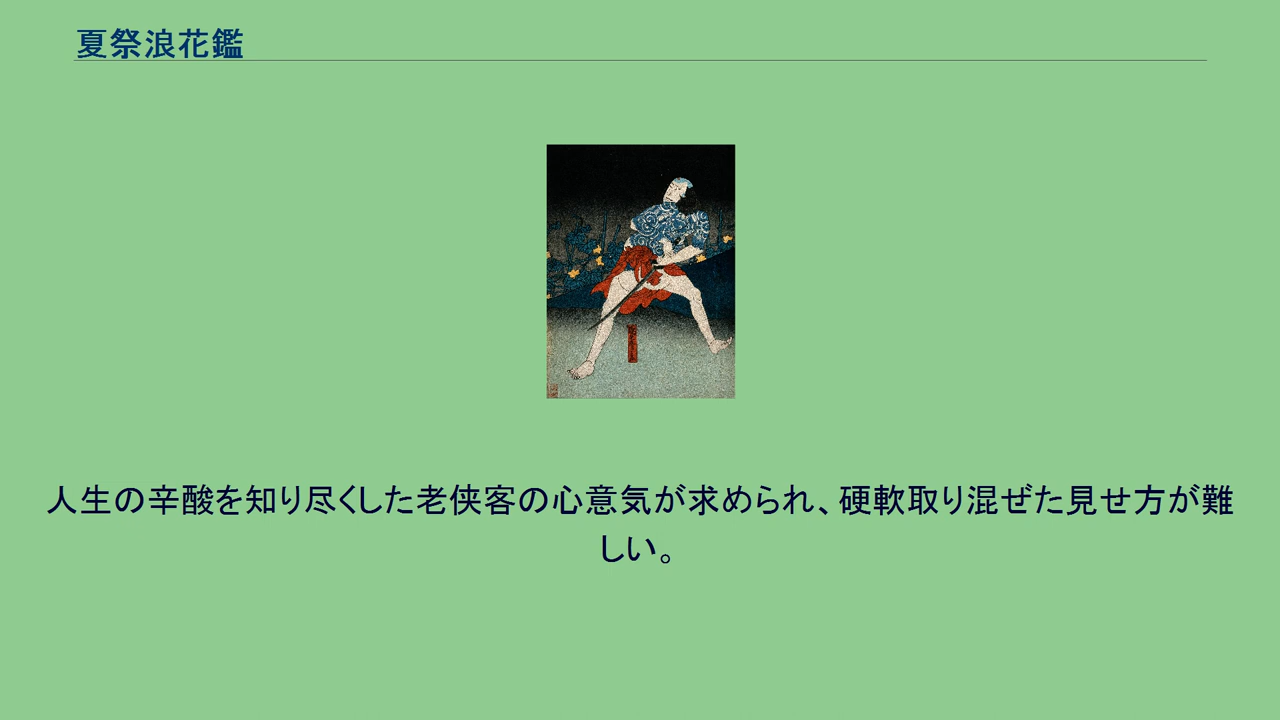 夏祭浪花鑑
人生の辛酸を知り尽くした老侠客の心意気が求められ、硬軟取り混ぜた見せ方が難
しい。